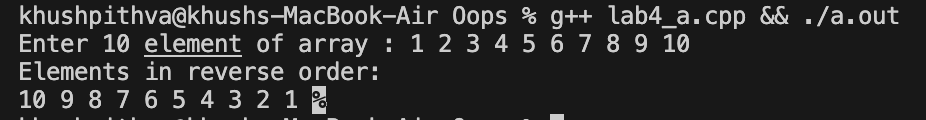 khushpithva@khushs-MacBook-Air Oops % g++ lab4_a.cpp && ./a.out
Enter 10 element of array : 1 2 3 4 5 6 7 8 9 10
Elements in reverse order:
10 9 8 7 6 5 4 3 2 1 %